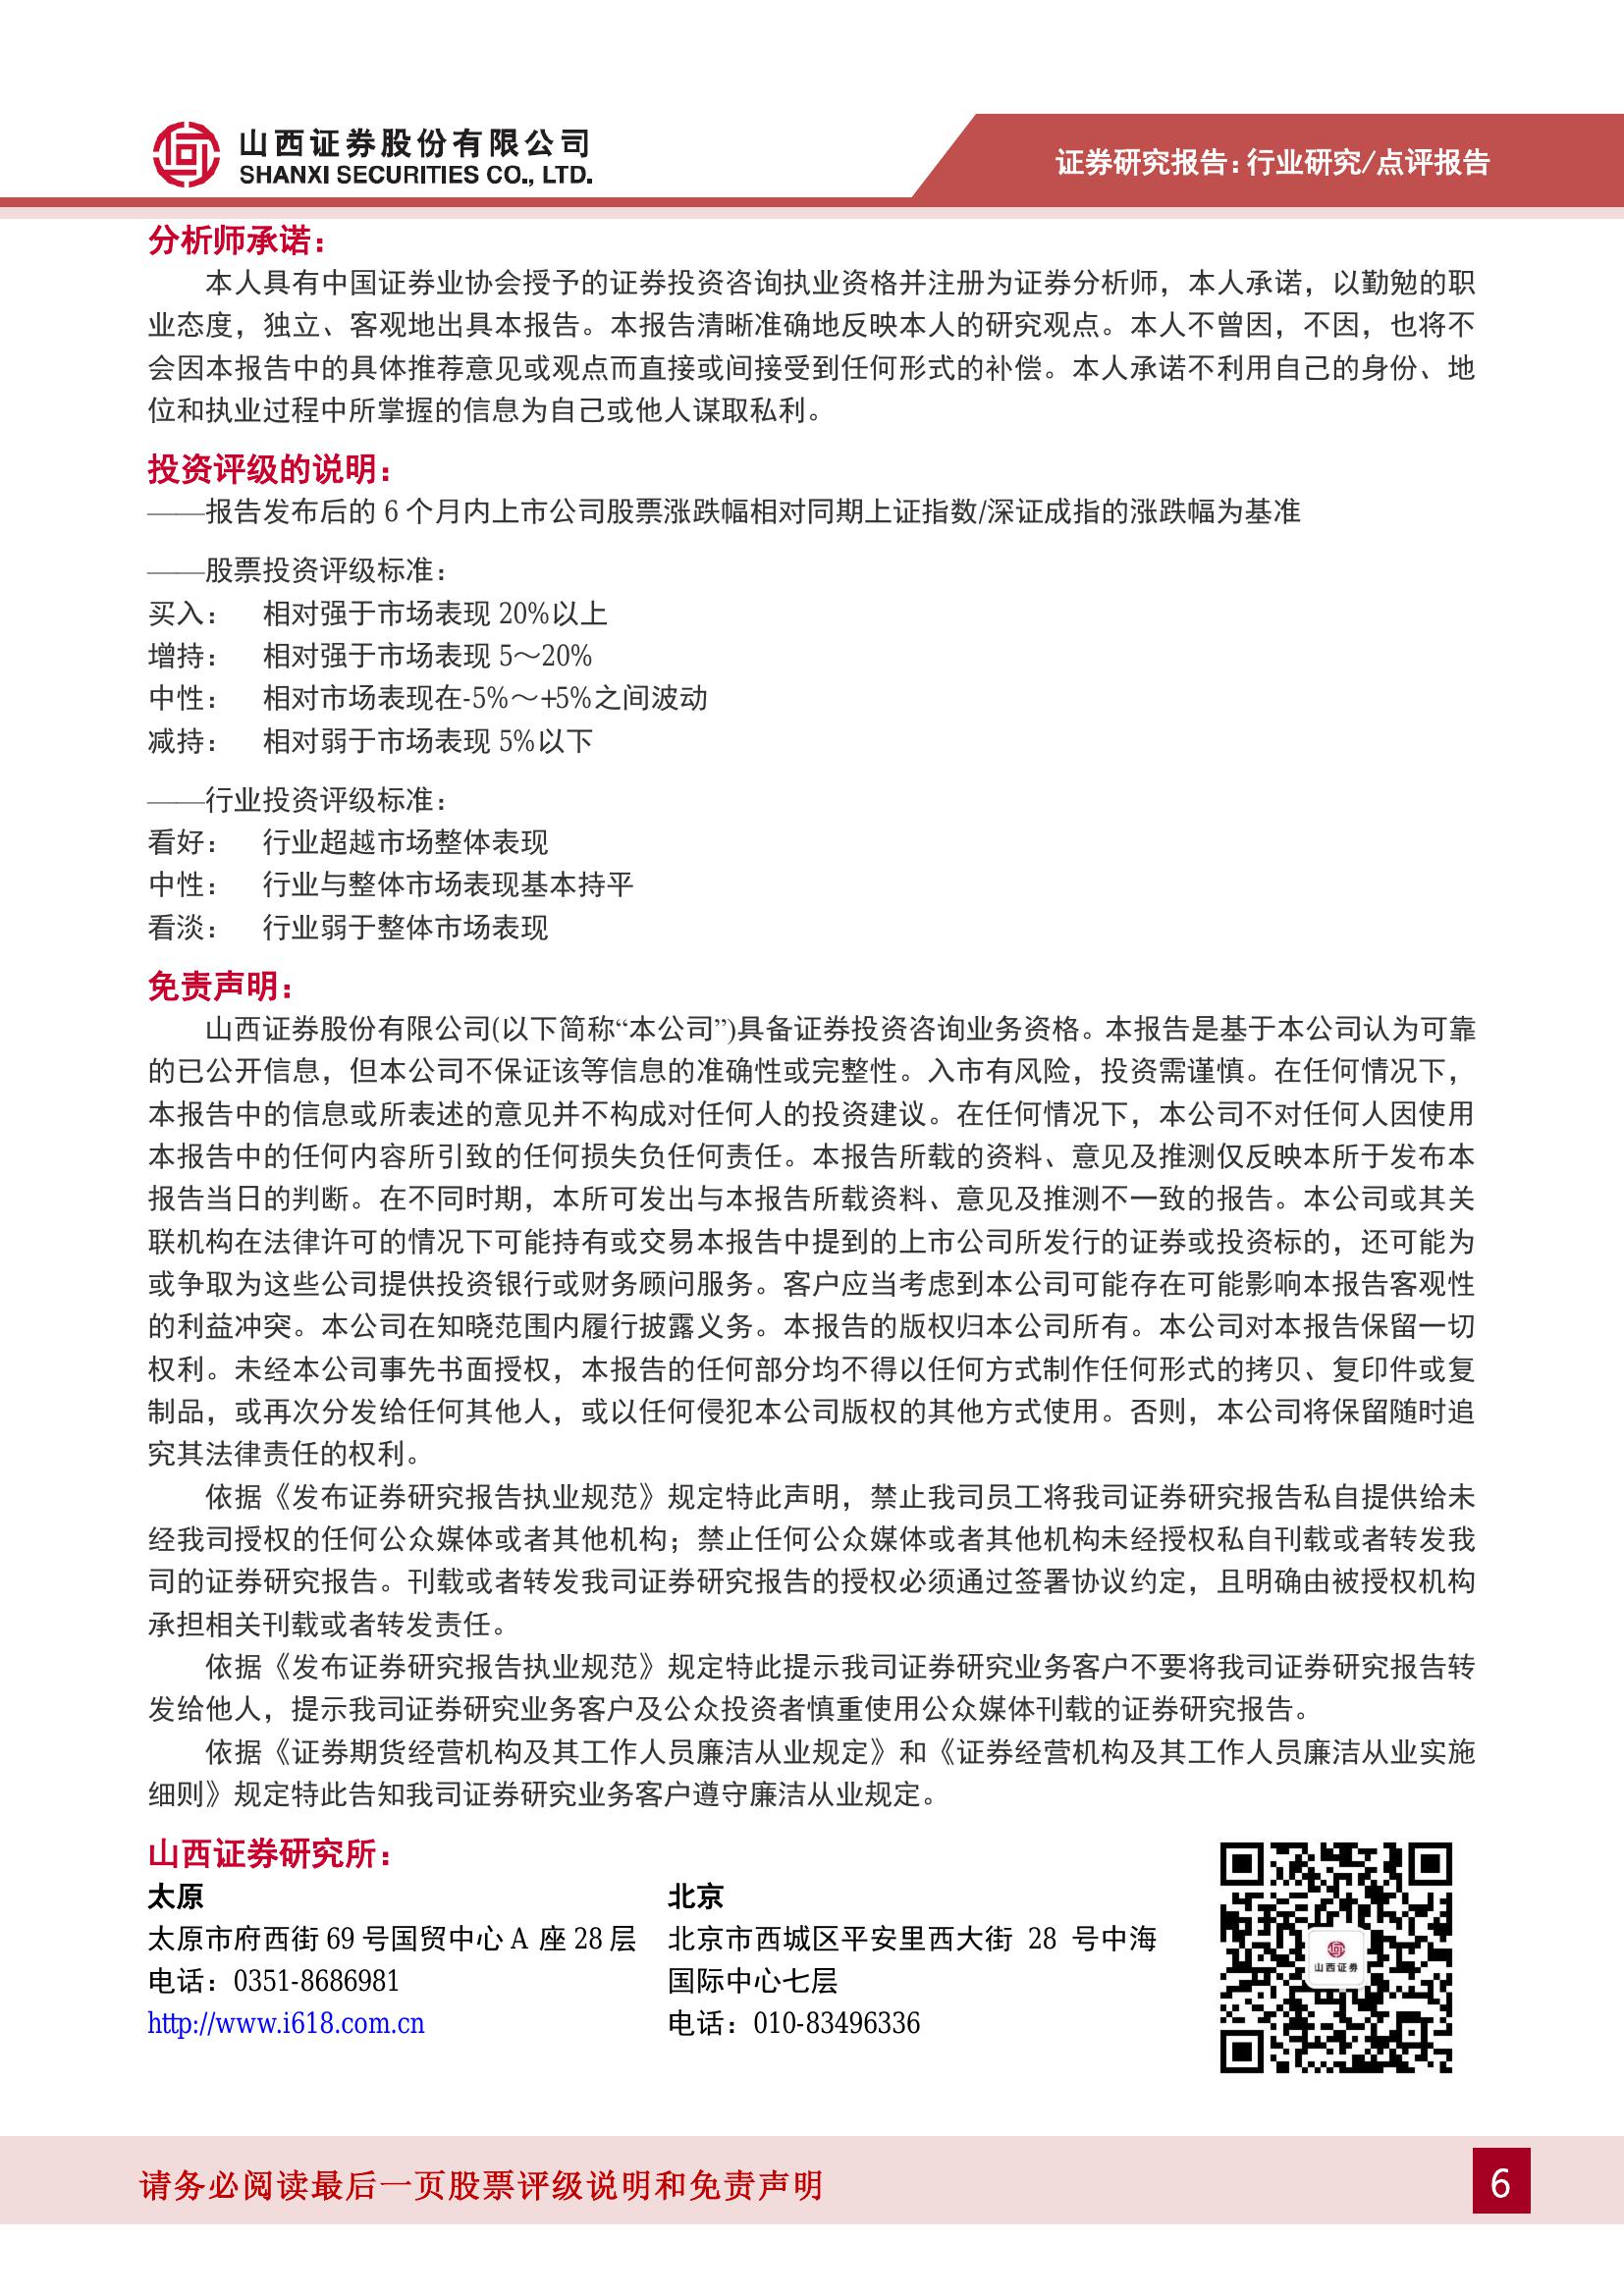 山西证券股份有限公司
SHANXI SECURITIES CO., LTD.
证券研究报告：行业研究/点评报告
分析师承诺：
本人具有中国证券业协会授予的证券投资咨询执业资格并注册为证券分析师，本人承诺，以勤勉的职
业态度，独立、客观地出具本报告。本报告清晰准确地反映本人的研究观点。本人不曾因，不因，也将不
会因本报告中的具体推荐意见或观点而直接或间接受到任何形式的补偿。本人承诺不利用自己的身份、地
位和执业过程中所掌握的信息为自己或他人谋取私利。
投资评级的说明：
——报告发布后的 6 个月内上市公司股票涨跌幅相对同期上证指数/深证成指的涨跌幅为基准
——股票投资评级标准：
买入： 相对强于市场表现 20%以上
增持： 相对强于市场表现 5～20%
中性： 相对市场表现在-5%～+5%之间波动
减持： 相对弱于市场表现 5%以下
——行业投资评级标准：
看好： 行业超越市场整体表现
中性： 行业与整体市场表现基本持平
看淡： 行业弱于整体市场表现
免责声明：
山西证券股份有限公司(以下简称“本公司”)具备证券投资咨询业务资格。本报告是基于本公司认为可靠
的已公开信息，但本公司不保证该等信息的准确性或完整性。入市有风险，投资需谨慎。在任何情况下，
本报告中的信息或所表述的意见并不构成对任何人的投资建议。在任何情况下，本公司不对任何人因使用
本报告中的任何内容所引致的任何损失负任何责任。本报告所载的资料、意见及推测仅反映本所于发布本
报告当日的判断。在不同时期，本所可发出与本报告所载资料、意见及推测不一致的报告。本公司或其关
联机构在法律许可的情况下可能持有或交易本报告中提到的上市公司所发行的证券或投资标的，还可能为
或争取为这些公司提供投资银行或财务顾问服务。客户应当考虑到本公司可能存在可能影响本报告客观性
的利益冲突。本公司在知晓范围内履行披露义务。本报告的版权归本公司所有。本公司对本报告保留一切
权利。未经本公司事先书面授权，本报告的任何部分均不得以任何方式制作任何形式的拷贝、复印件或复
制品，或再次分发给任何其他人，或以任何侵犯本公司版权的其他方式使用。否则，本公司将保留随时追
究其法律责任的权利。
依据《发布证券研究报告执业规范》规定特此声明，禁止我司员工将我司证券研究报告私自提供给未
经我司授权的任何公众媒体或者其他机构；禁止任何公众媒体或者其他机构未经授权私自刊载或者转发我
司的证券研究报告。刊载或者转发我司证券研究报告的授权必须通过签署协议约定，且明确由被授权机构
承担相关刊载或者转发责任。
依据《发布证券研究报告执业规范》规定特此提示我司证券研究业务客户不要将我司证券研究报告转
发给他人，提示我司证券研究业务客户及公众投资者慎重使用公众媒体刊载的证券研究报告。
依据《证券期货经营机构及其工作人员廉洁从业规定》和《证券经营机构及其工作人员廉洁从业实施
细则》规定特此告知我司证券研究业务客户遵守廉洁从业规定。
山西证券研究所：
太原
太原市府西街 69 号国贸中心 A 座 28 层
电话：0351-8686981
http://www.i618.com.cn
北京
北京市西城区平安里西大街 28 号中海
国际中心七层
电话：010-83496336
山西证券
请务必阅读最后一页股票评级说明和免责声明
6